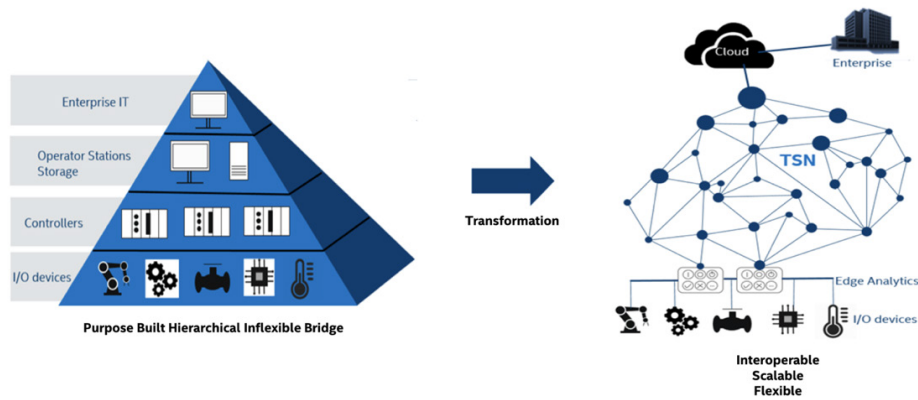 Enterprise IT
Operator Stations
Storage
Controllers
I/O devices
Purpose Built Hierarchical Inflexible Bridge
Transformation
Cloud
Enterprise
TSN
Edge Analytics
I/O devices
Interoperable
Scalable
Flexible